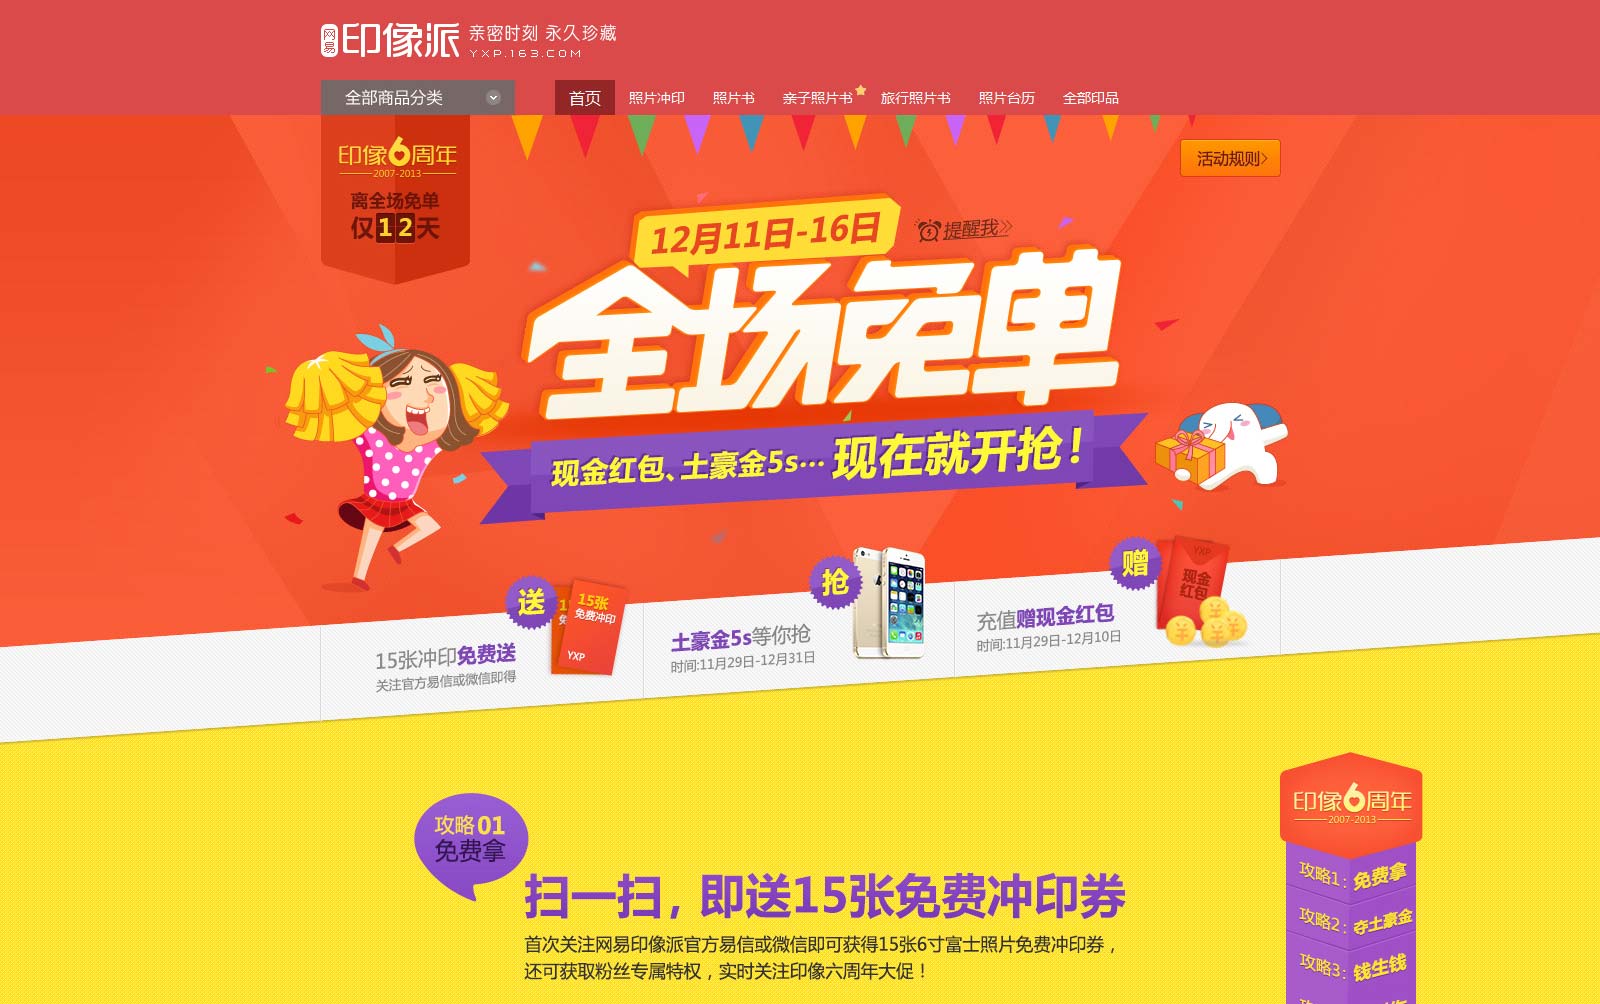 网易 印像派 亲密时刻 永久珍藏
YXP.163.COM
全部商品分类 首页 照片冲印 照片书 亲子照片书 旅行照片书 照片台历 全部印品
印像6周年
2007-2013
离全场免单
仅12天
活动规则
12月11日-16日
提醒我
全场免单
现金红包、土豪金5s… 现在就开抢！
送
15张
免费冲印
YXP
15张冲印免费送
关注官方易信或微信即得
抢
土豪金5s等你抢
时间:11月29日-12月31日
赠
YXP
现金
红包
充值赠现金红包
时间:11月29日-12月10日
攻略01
免费拿
扫一扫，即送15张免费冲印券
首次关注网易印像派官方易信或微信即可获得15张6寸富士照片免费冲印券，
还可获取粉丝专属特权，实时关注印像六周年大促！
印像6周年
2007-2013
攻略1：免费拿
攻略2：夺土豪金
攻略3：钱生钱